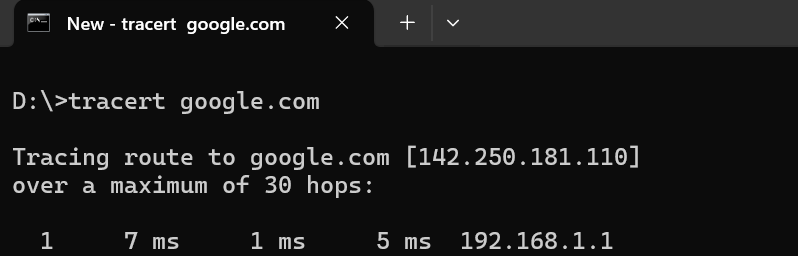 New - tracert  google.com
D:\>tracert google.com
Tracing route to google.com [142.250.181.110]
over a maximum of 30 hops:
1     7 ms     1 ms     5 ms  192.168.1.1